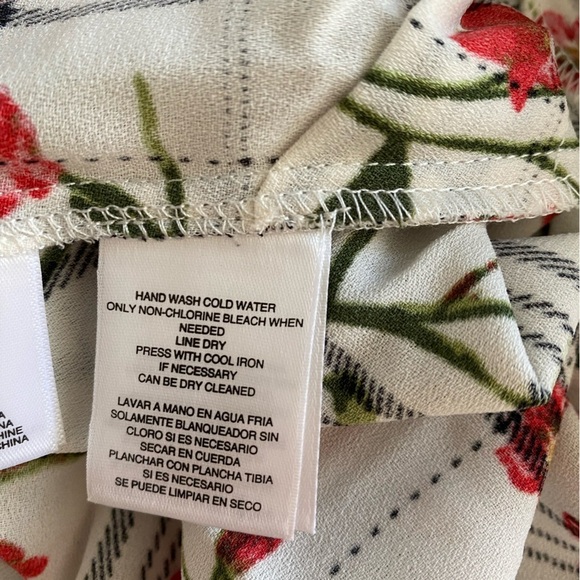 HAND WASH COLD WATER
ONLY NON-CHLORINE BLEACH WHEN
NEEDED
LINE DRY
PRESS WITH COOL IRON
IF NECESSARY
CAN BE DRY CLEANED
LAVAR A MANO EN AGUA FRIA
SOLAMENTE BLANQUEADOR SIN
CLORO SI ES NECESARIO
SECAR EN CUERDA
PLANCHAR CON PLANCHA TIBIA
SI ES NECESARIO
SE PUEDE LIMPIAR EN SECO
CHINA